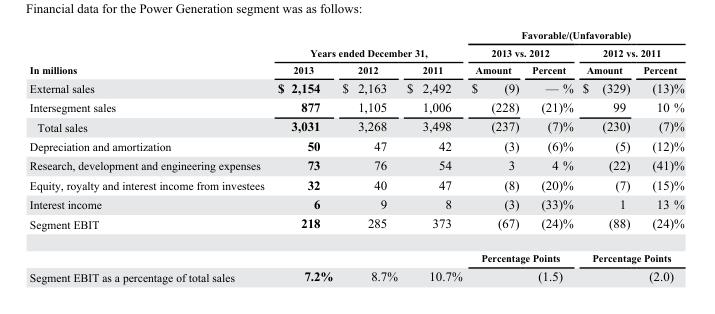 Financial data for the Power Generation segment was as follows:
Favorable/(Unfavorable)
Years ended December 31, 2013 vs. 2012 2012 vs. 2011
In millions 2013 2012 2011 Amount Percent Amount Percent
External sales $ 2,154 $ 2,163 $ 2,492 $ (9) — % $ (329) (13)%
Intersegment sales 877 1,105 1,006 (228) (21)% 99 10 %
Total sales 3,031 3,268 3,498 (237) (7)% (230) (7)%
Depreciation and amortization 50 47 42 (3) (6)% (5) (12)%
Research, development and engineering expenses 73 76 54 3 4 % (22) (41)%
Equity, royalty and interest income from investees 32 40 47 (8) (20)% (7) (15)%
Interest income 6 9 8 (3) (33)% 1 13 %
Segment EBIT 218 285 373 (67) (24)% (88) (24)%
Percentage Points Percentage Points
Segment EBIT as a percentage of total sales 7.2% 8.7% 10.7% (1.5) (2.0)